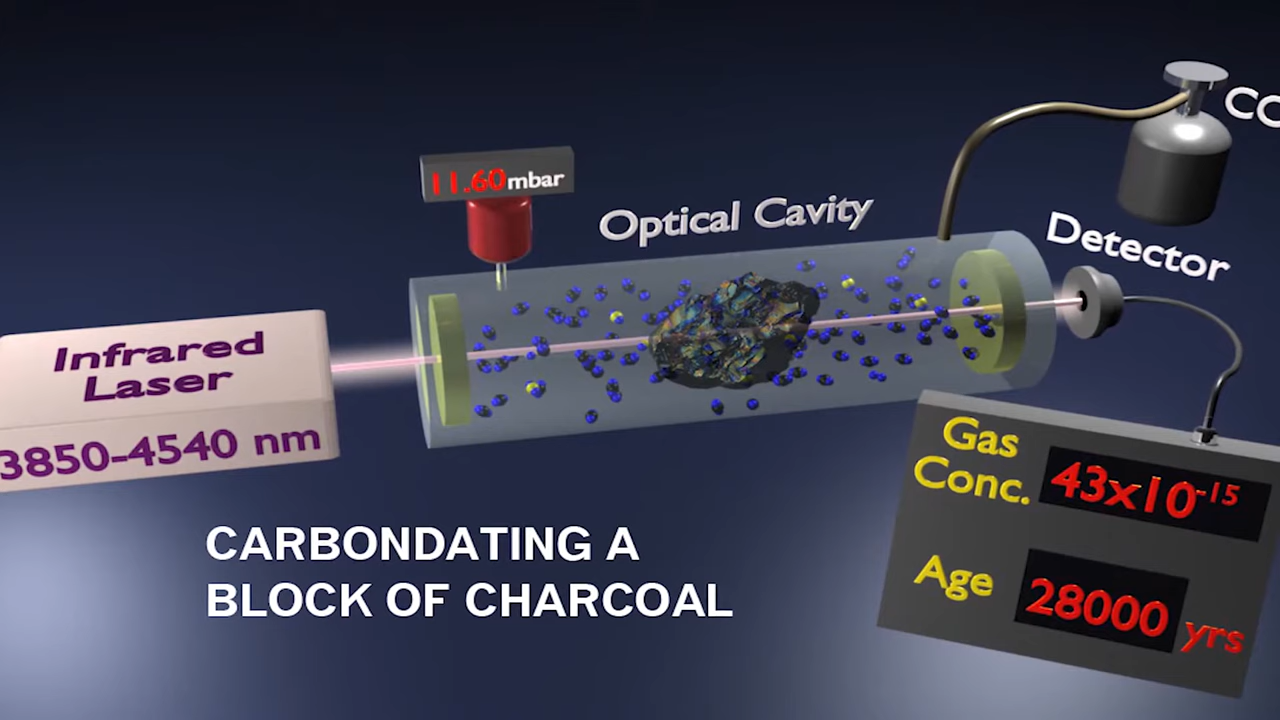 CO
11.60mbar
Optical Cavity
Detector
Infrared
Laser
3850-4540 nm
Gas
Conc.
43x10⁻¹⁵
Age
28000 yrs
CARBONDATING A
BLOCK OF CHARCOAL